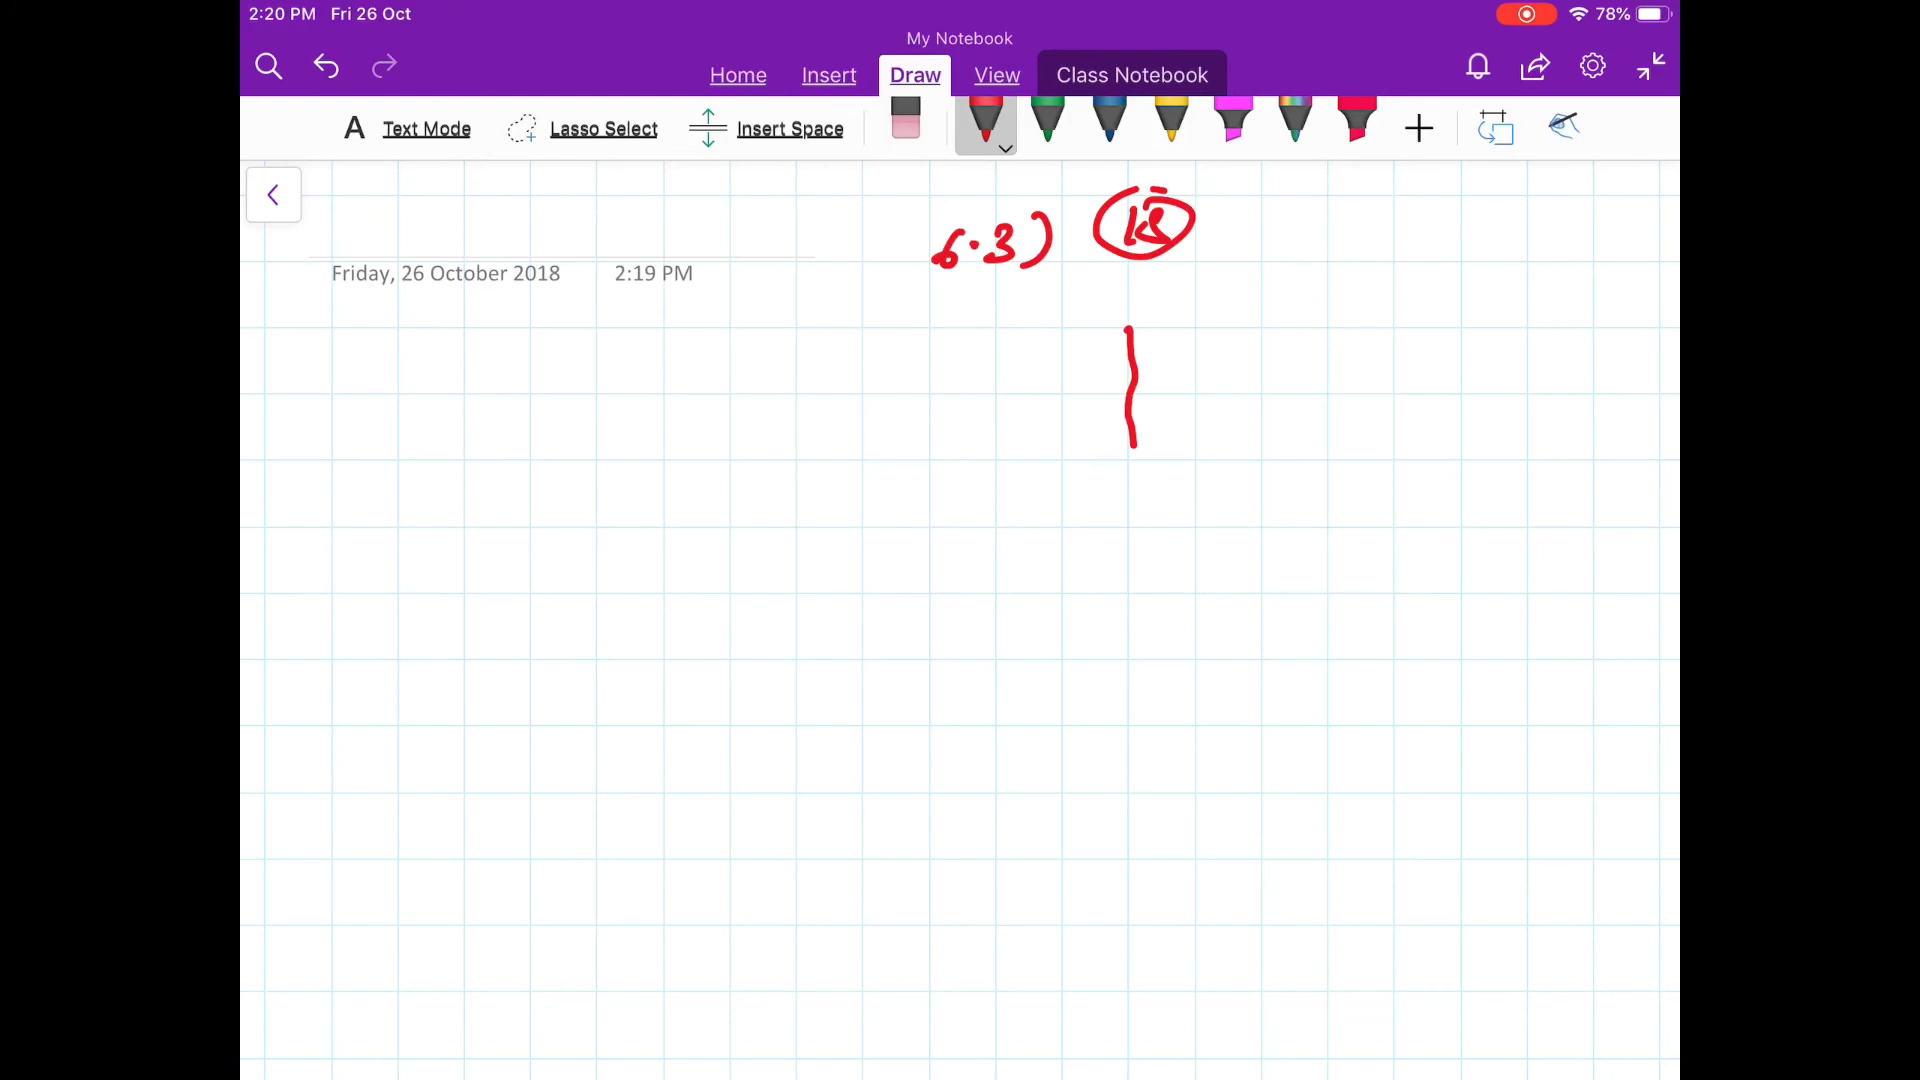 2:20 PM Fri 26 Oct 78%
My Notebook
Home Insert Draw View Class Notebook
A Text Mode Lasso Select Insert Space
6.3)
Friday, 26 October 2018 2:19 PM